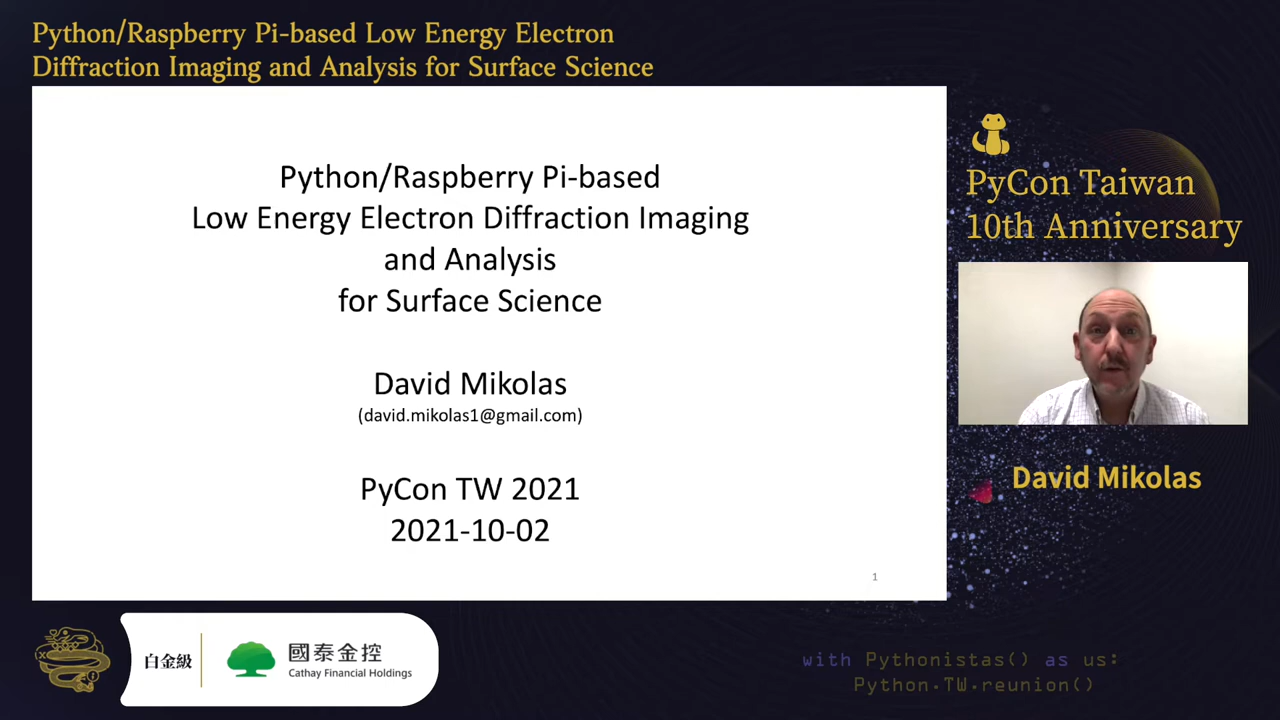 Python/Raspberry Pi-based Low Energy Electron
Diffraction Imaging and Analysis for Surface Science
Python/Raspberry Pi-based
Low Energy Electron Diffraction Imaging
and Analysis
for Surface Science
David Mikolas
(david.mikolas1@gmail.com)
PyCon TW 2021
2021-10-02
1
PyCon Taiwan
10th Anniversary
David Mikolas
白金級
國泰金控
Cathay Financial Holdings
with Pythonistas() as us:
Python.TW.reunion()